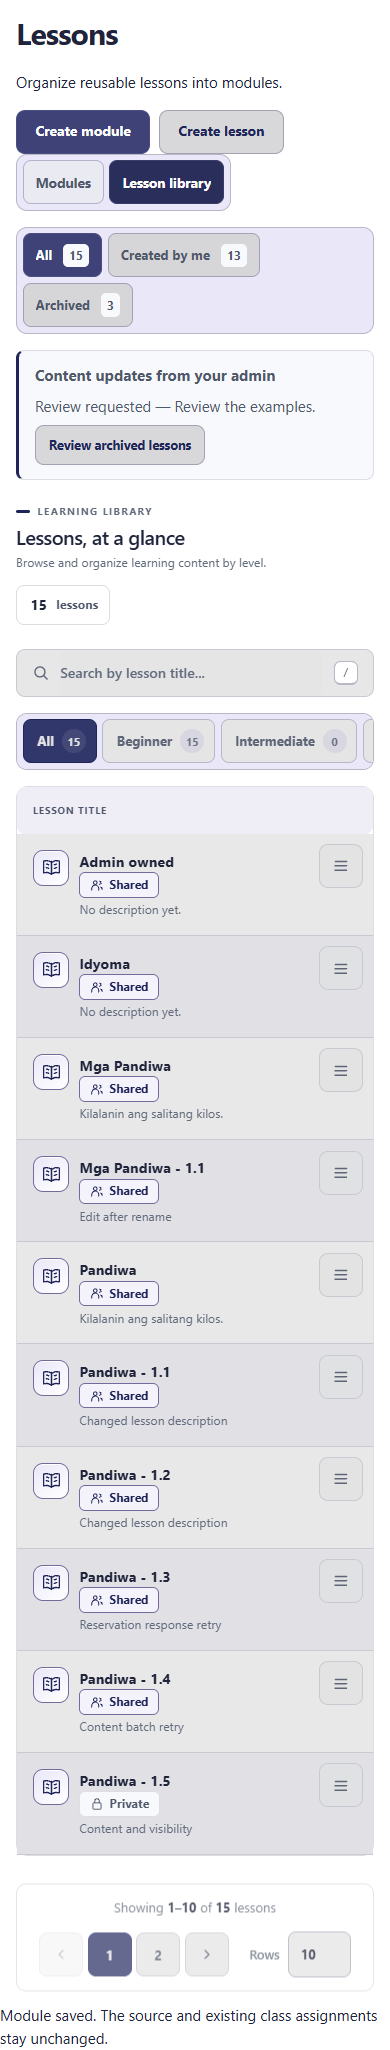 Lessons
Organize reusable lessons into modules.
Create module
Create lesson
Modules
Lesson library
All 15
Created by me 13
Archived 3
Content updates from your admin
Review requested — Review the examples.
Review archived lessons
LEARNING LIBRARY
Lessons, at a glance
Browse and organize learning content by level.
15 lessons
Search by lesson title... /
All 15
Beginner 15
Intermediate 0
LESSON TITLE
Admin owned
Shared
No description yet.
Idyoma
Shared
No description yet.
Mga Pandiwa
Shared
Kilalanin ang salitang kilos.
Mga Pandiwa - 1.1
Shared
Edit after rename
Pandiwa
Shared
Kilalanin ang salitang kilos.
Pandiwa - 1.1
Shared
Changed lesson description
Pandiwa - 1.2
Shared
Changed lesson description
Pandiwa - 1.3
Shared
Reservation response retry
Pandiwa - 1.4
Shared
Content batch retry
Pandiwa - 1.5
Private
Content and visibility
Showing 1–10 of 15 lessons
‹ 1 2 › Rows 10
Module saved. The source and existing class assignments
stay unchanged.